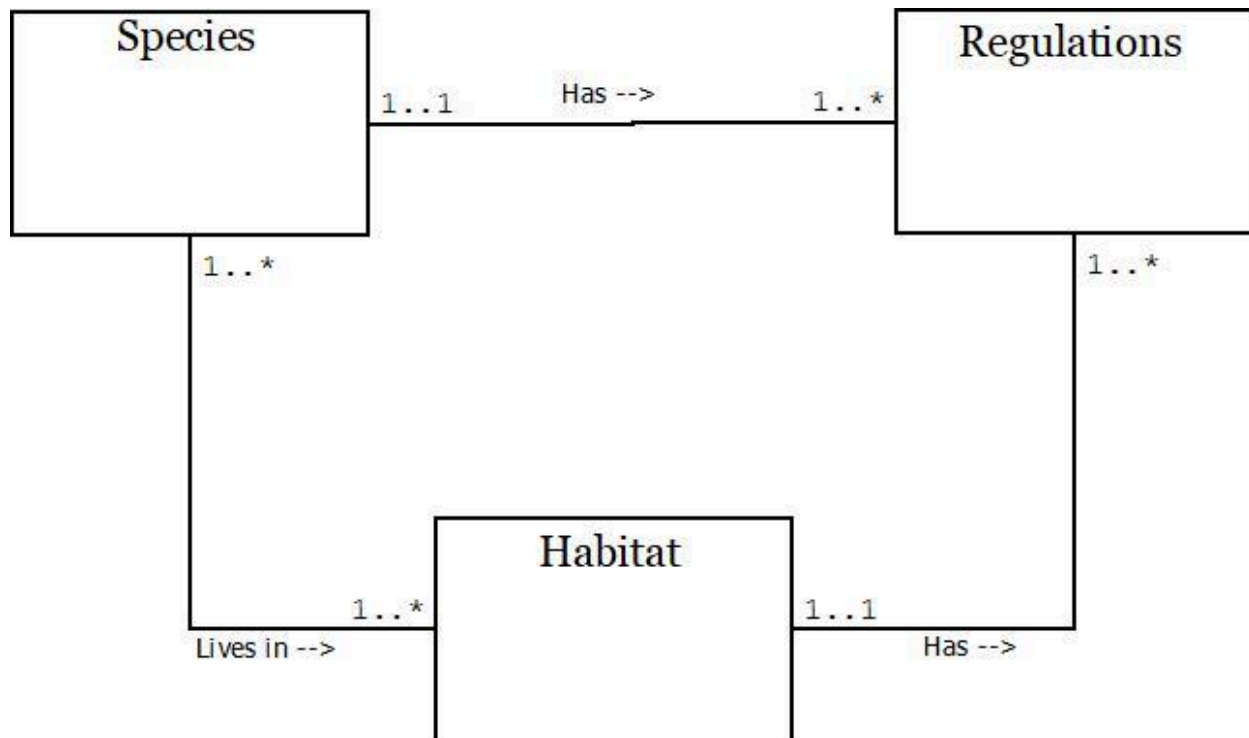 Species
Regulations
1..1
Has -->
1..*
1..*
1..*
Habitat
1..*
1..1
Lives in -->
Has -->